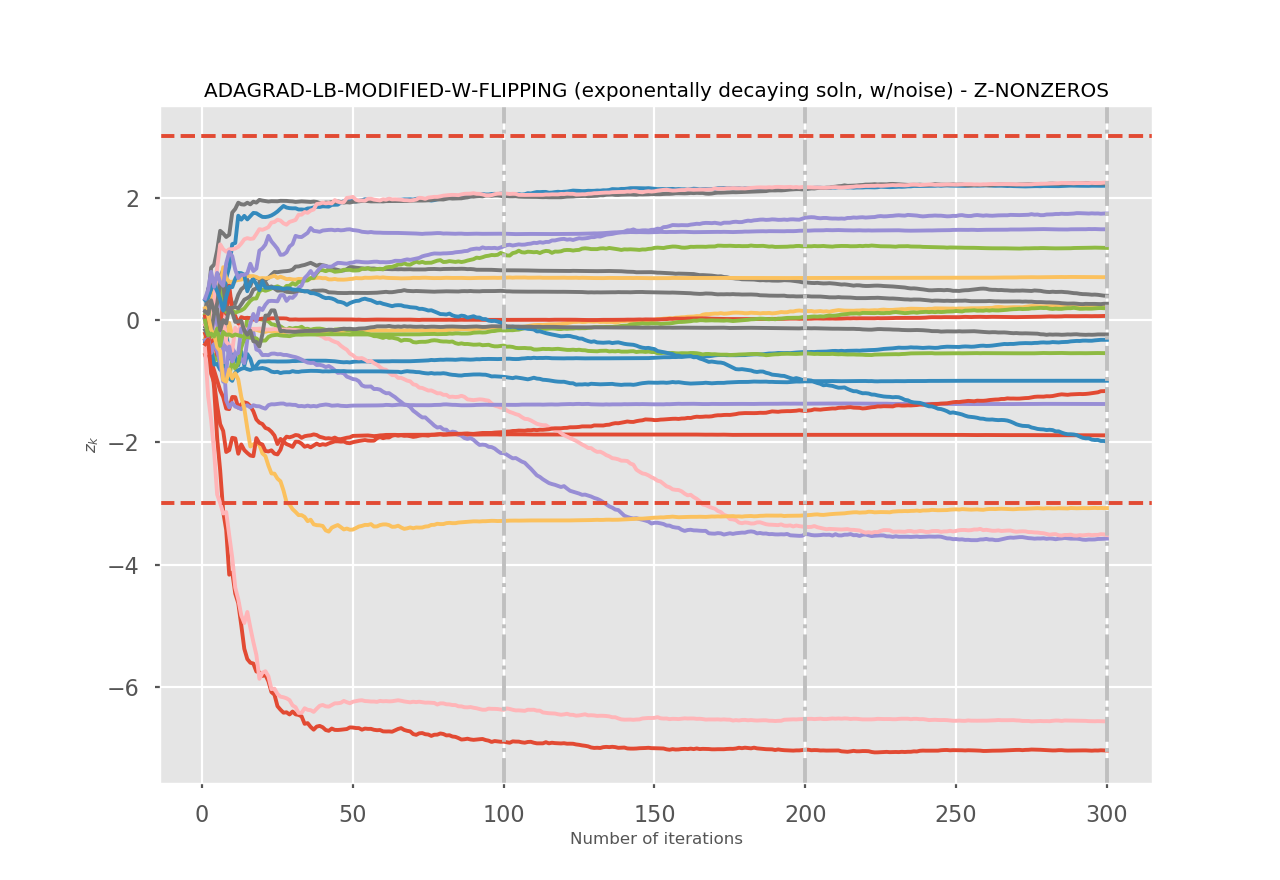 ADAGRAD-LB-MODIFIED-W-FLIPPING (exponentially decaying soln, w/noise) - Z-NONZEROS
2
0
−2
−4
−6
z_k
0 50 100 150 200 250 300
Number of iterations